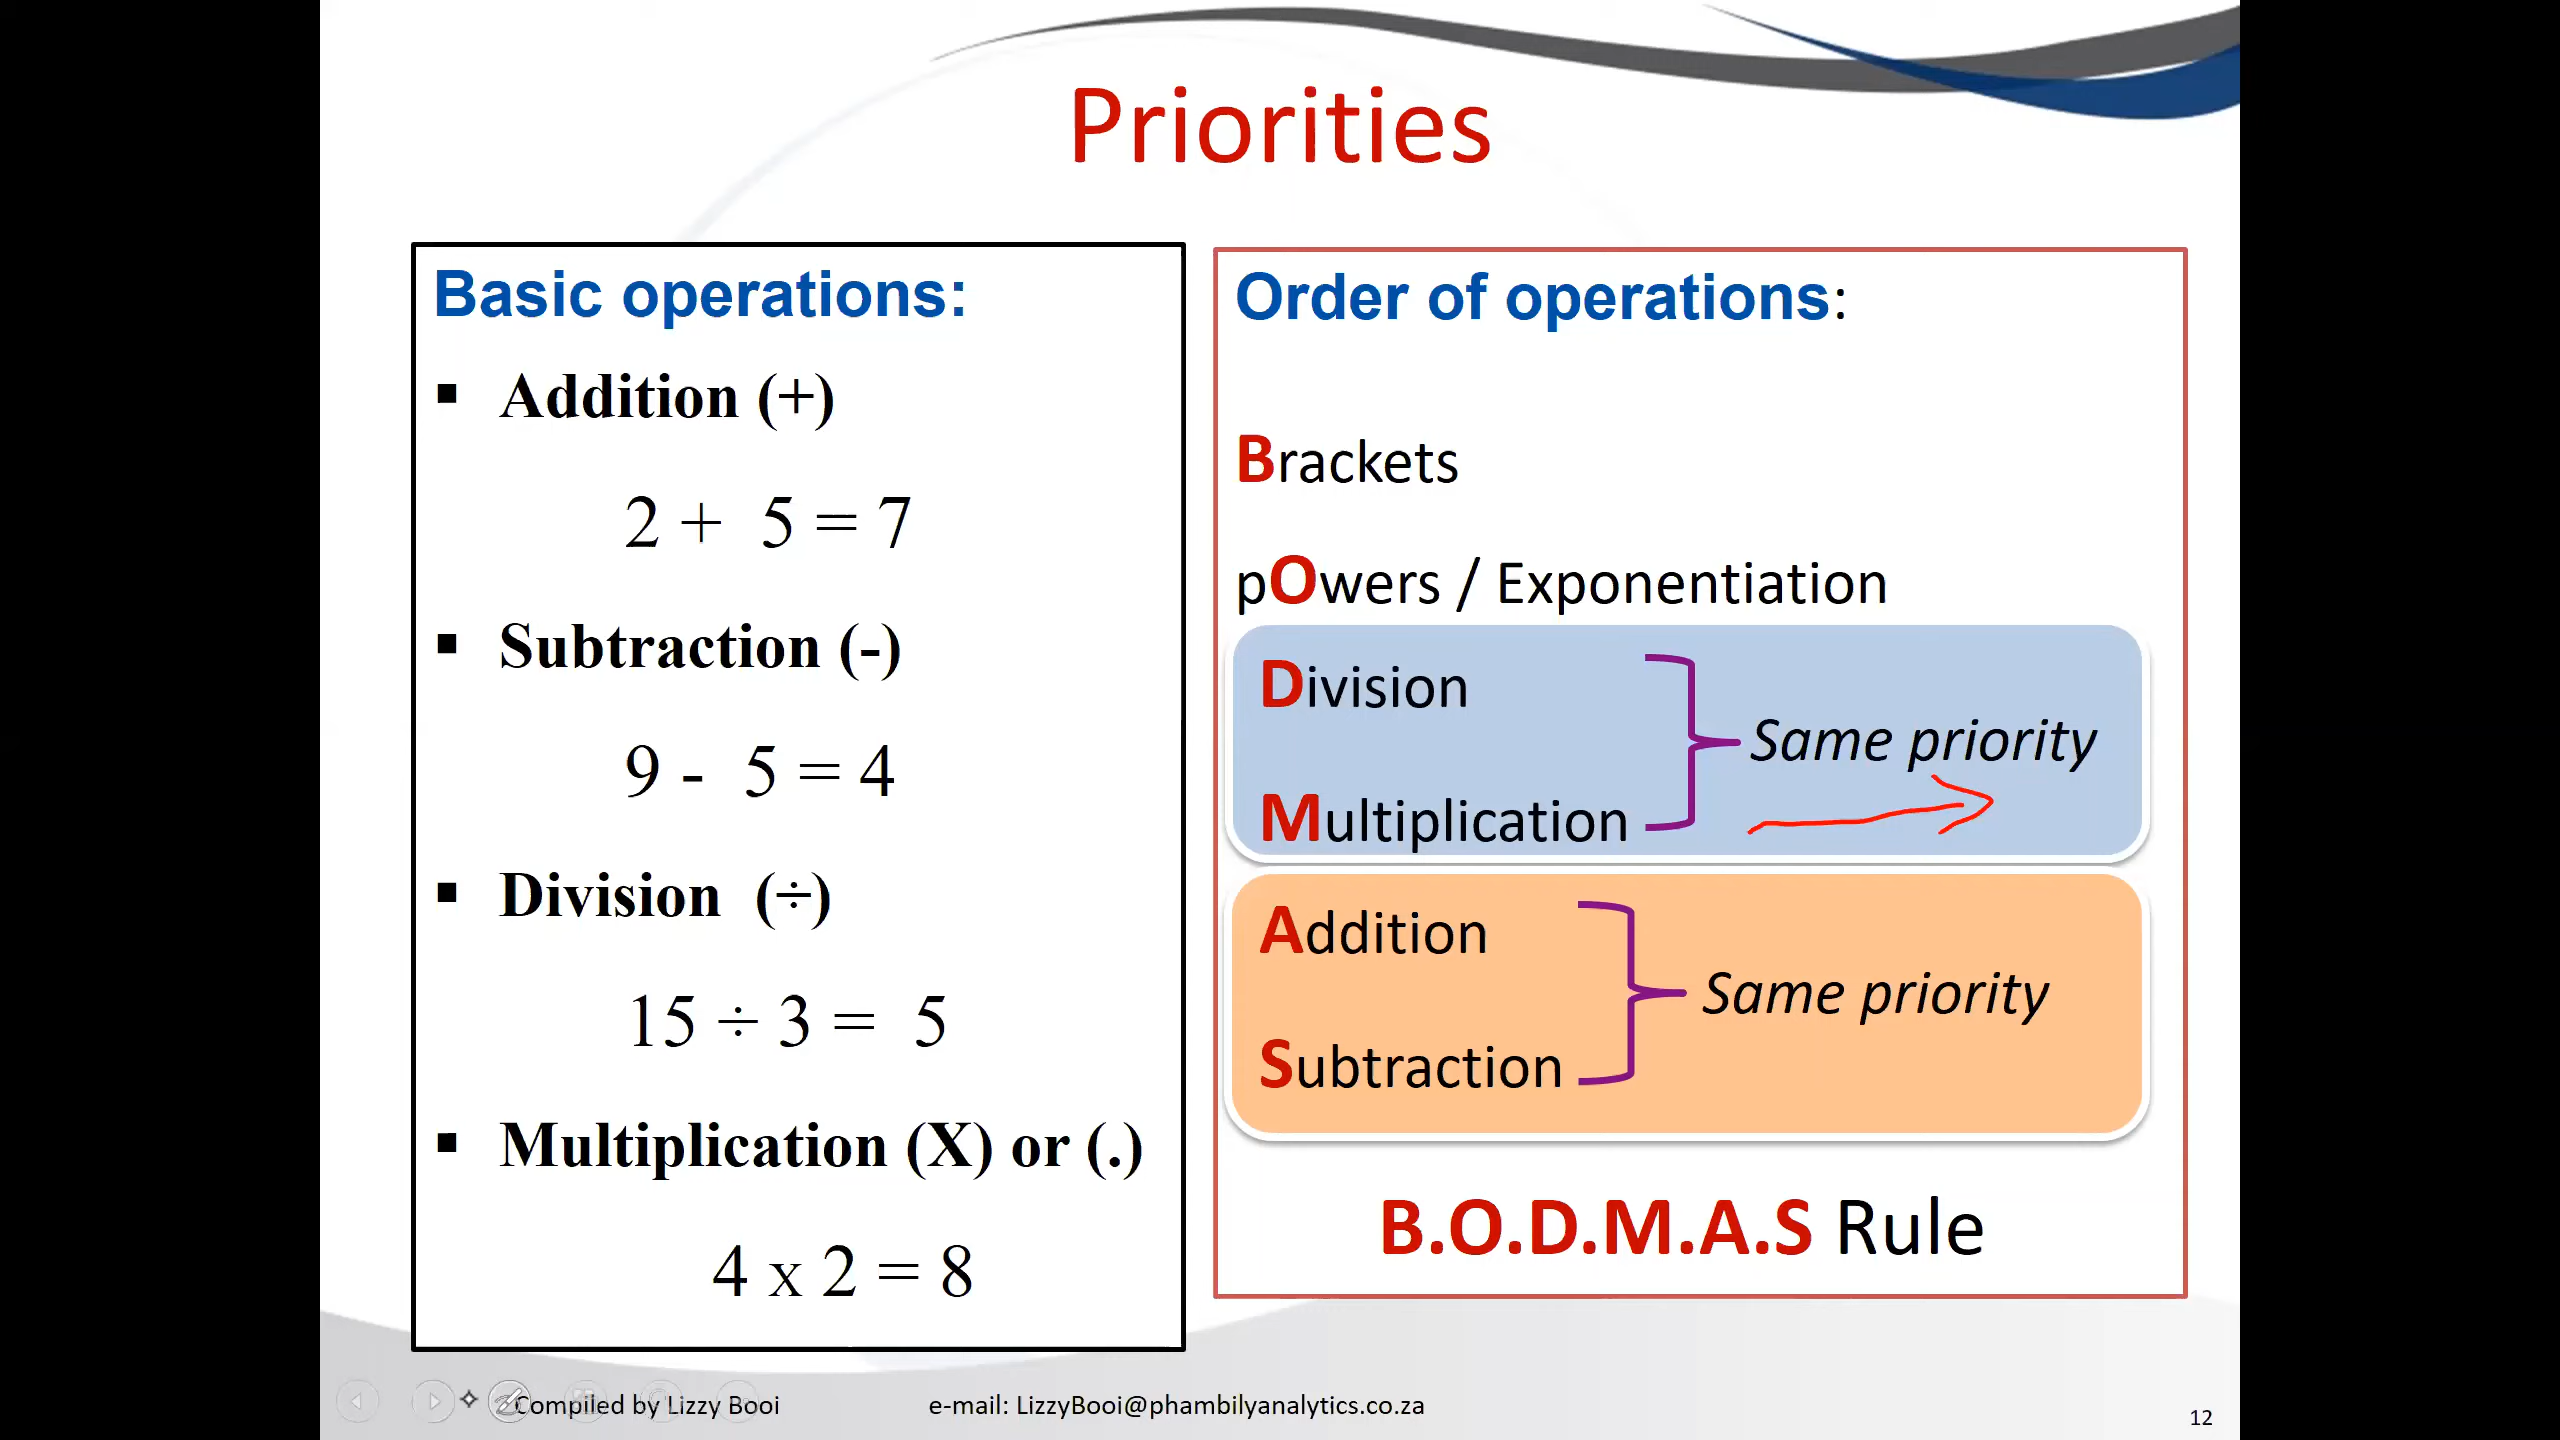 Priorities
Basic operations:
▪ Addition (+)
2 + 5 = 7
▪ Subtraction (-)
9 - 5 = 4
▪ Division (÷)
15 ÷ 3 = 5
▪ Multiplication (X) or (.)
4 x 2 = 8
Order of operations:
Brackets
pOwers / Exponentiation
Division
Same priority
Multiplication
Addition
Same priority
Subtraction
B.O.D.M.A.S Rule
Compiled by Lizzy Booi
e-mail: LizzyBooi@phambilyanalytics.co.za
12